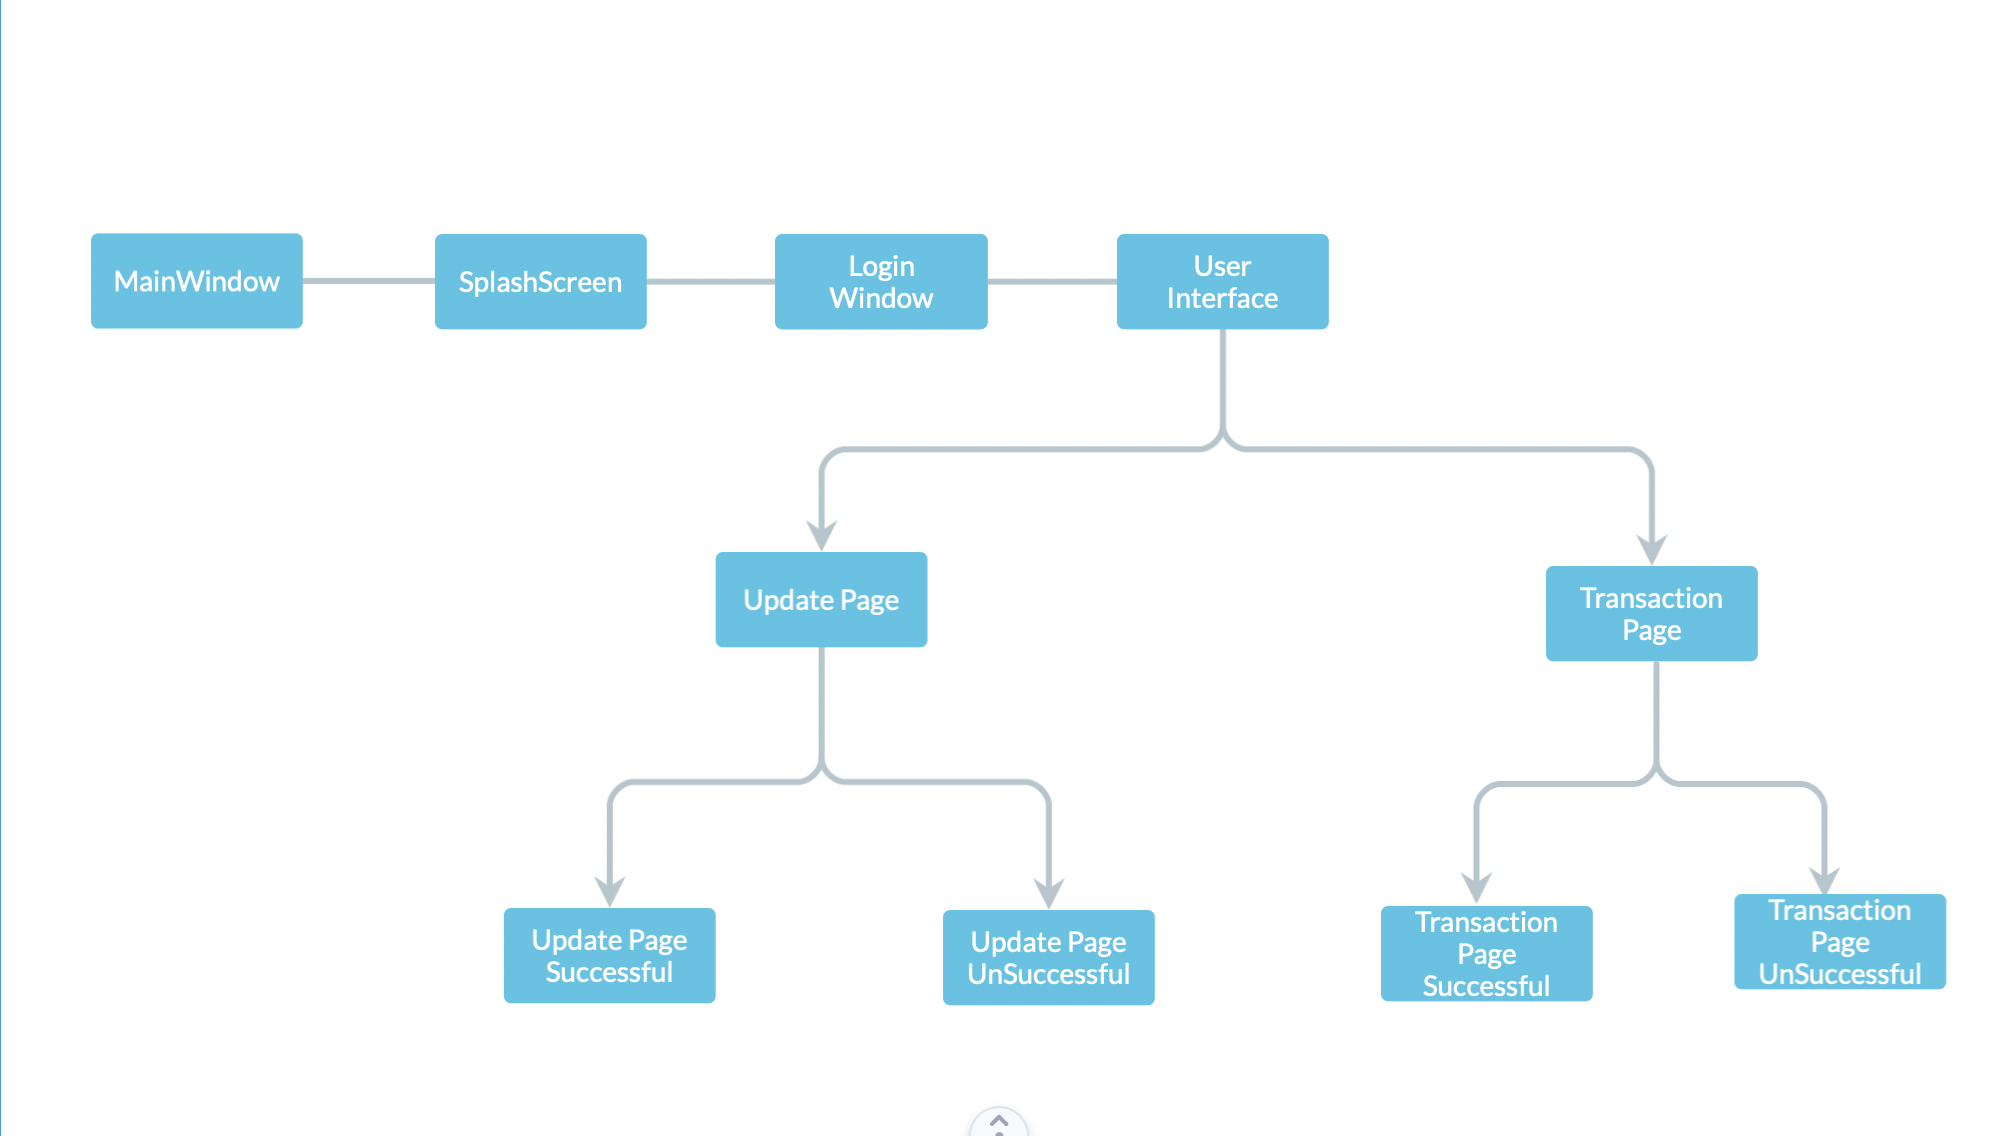 MainWindow
SplashScreen
Login
Window
User
Interface
Update Page
Transaction
Page
Update Page
Successful
Update Page
UnSuccessful
Transaction
Page
Successful
Transaction
Page
UnSuccessful